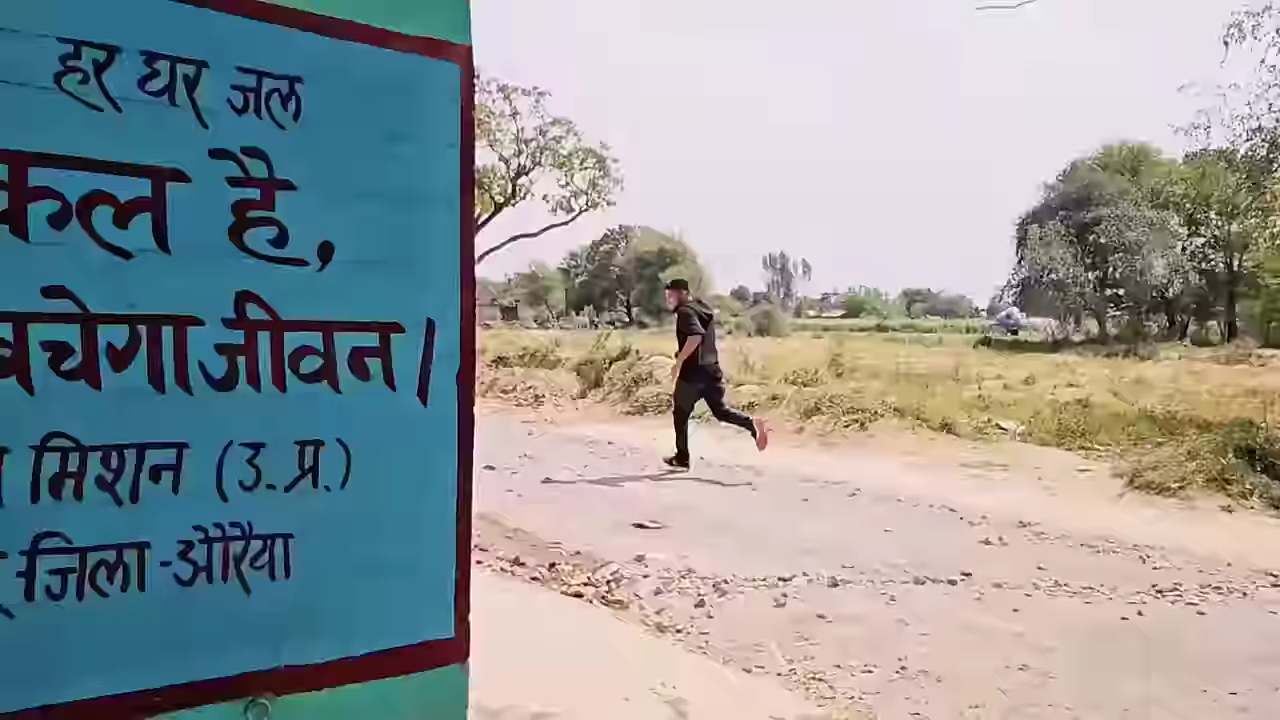 हर घर जल
कल है,
बचेगा जीवन।
मिशन (उ.प्र.)
जिला-औरैया